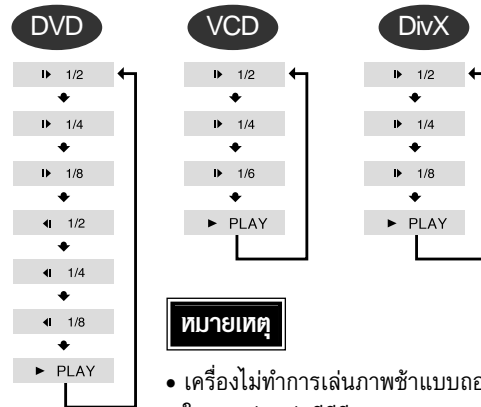 DVD
I▶ 1/2
I▶ 1/4
I▶ 1/8
◀I 1/2
◀I 1/4
◀I 1/8
► PLAY
VCD
I▶ 1/2
I▶ 1/4
I▶ 1/6
► PLAY
DivX
I▶ 1/2
I▶ 1/4
I▶ 1/8
► PLAY
หมายเหตุ
• เครื่องไม่ทำการเล่นภาพช้าแบบถอ